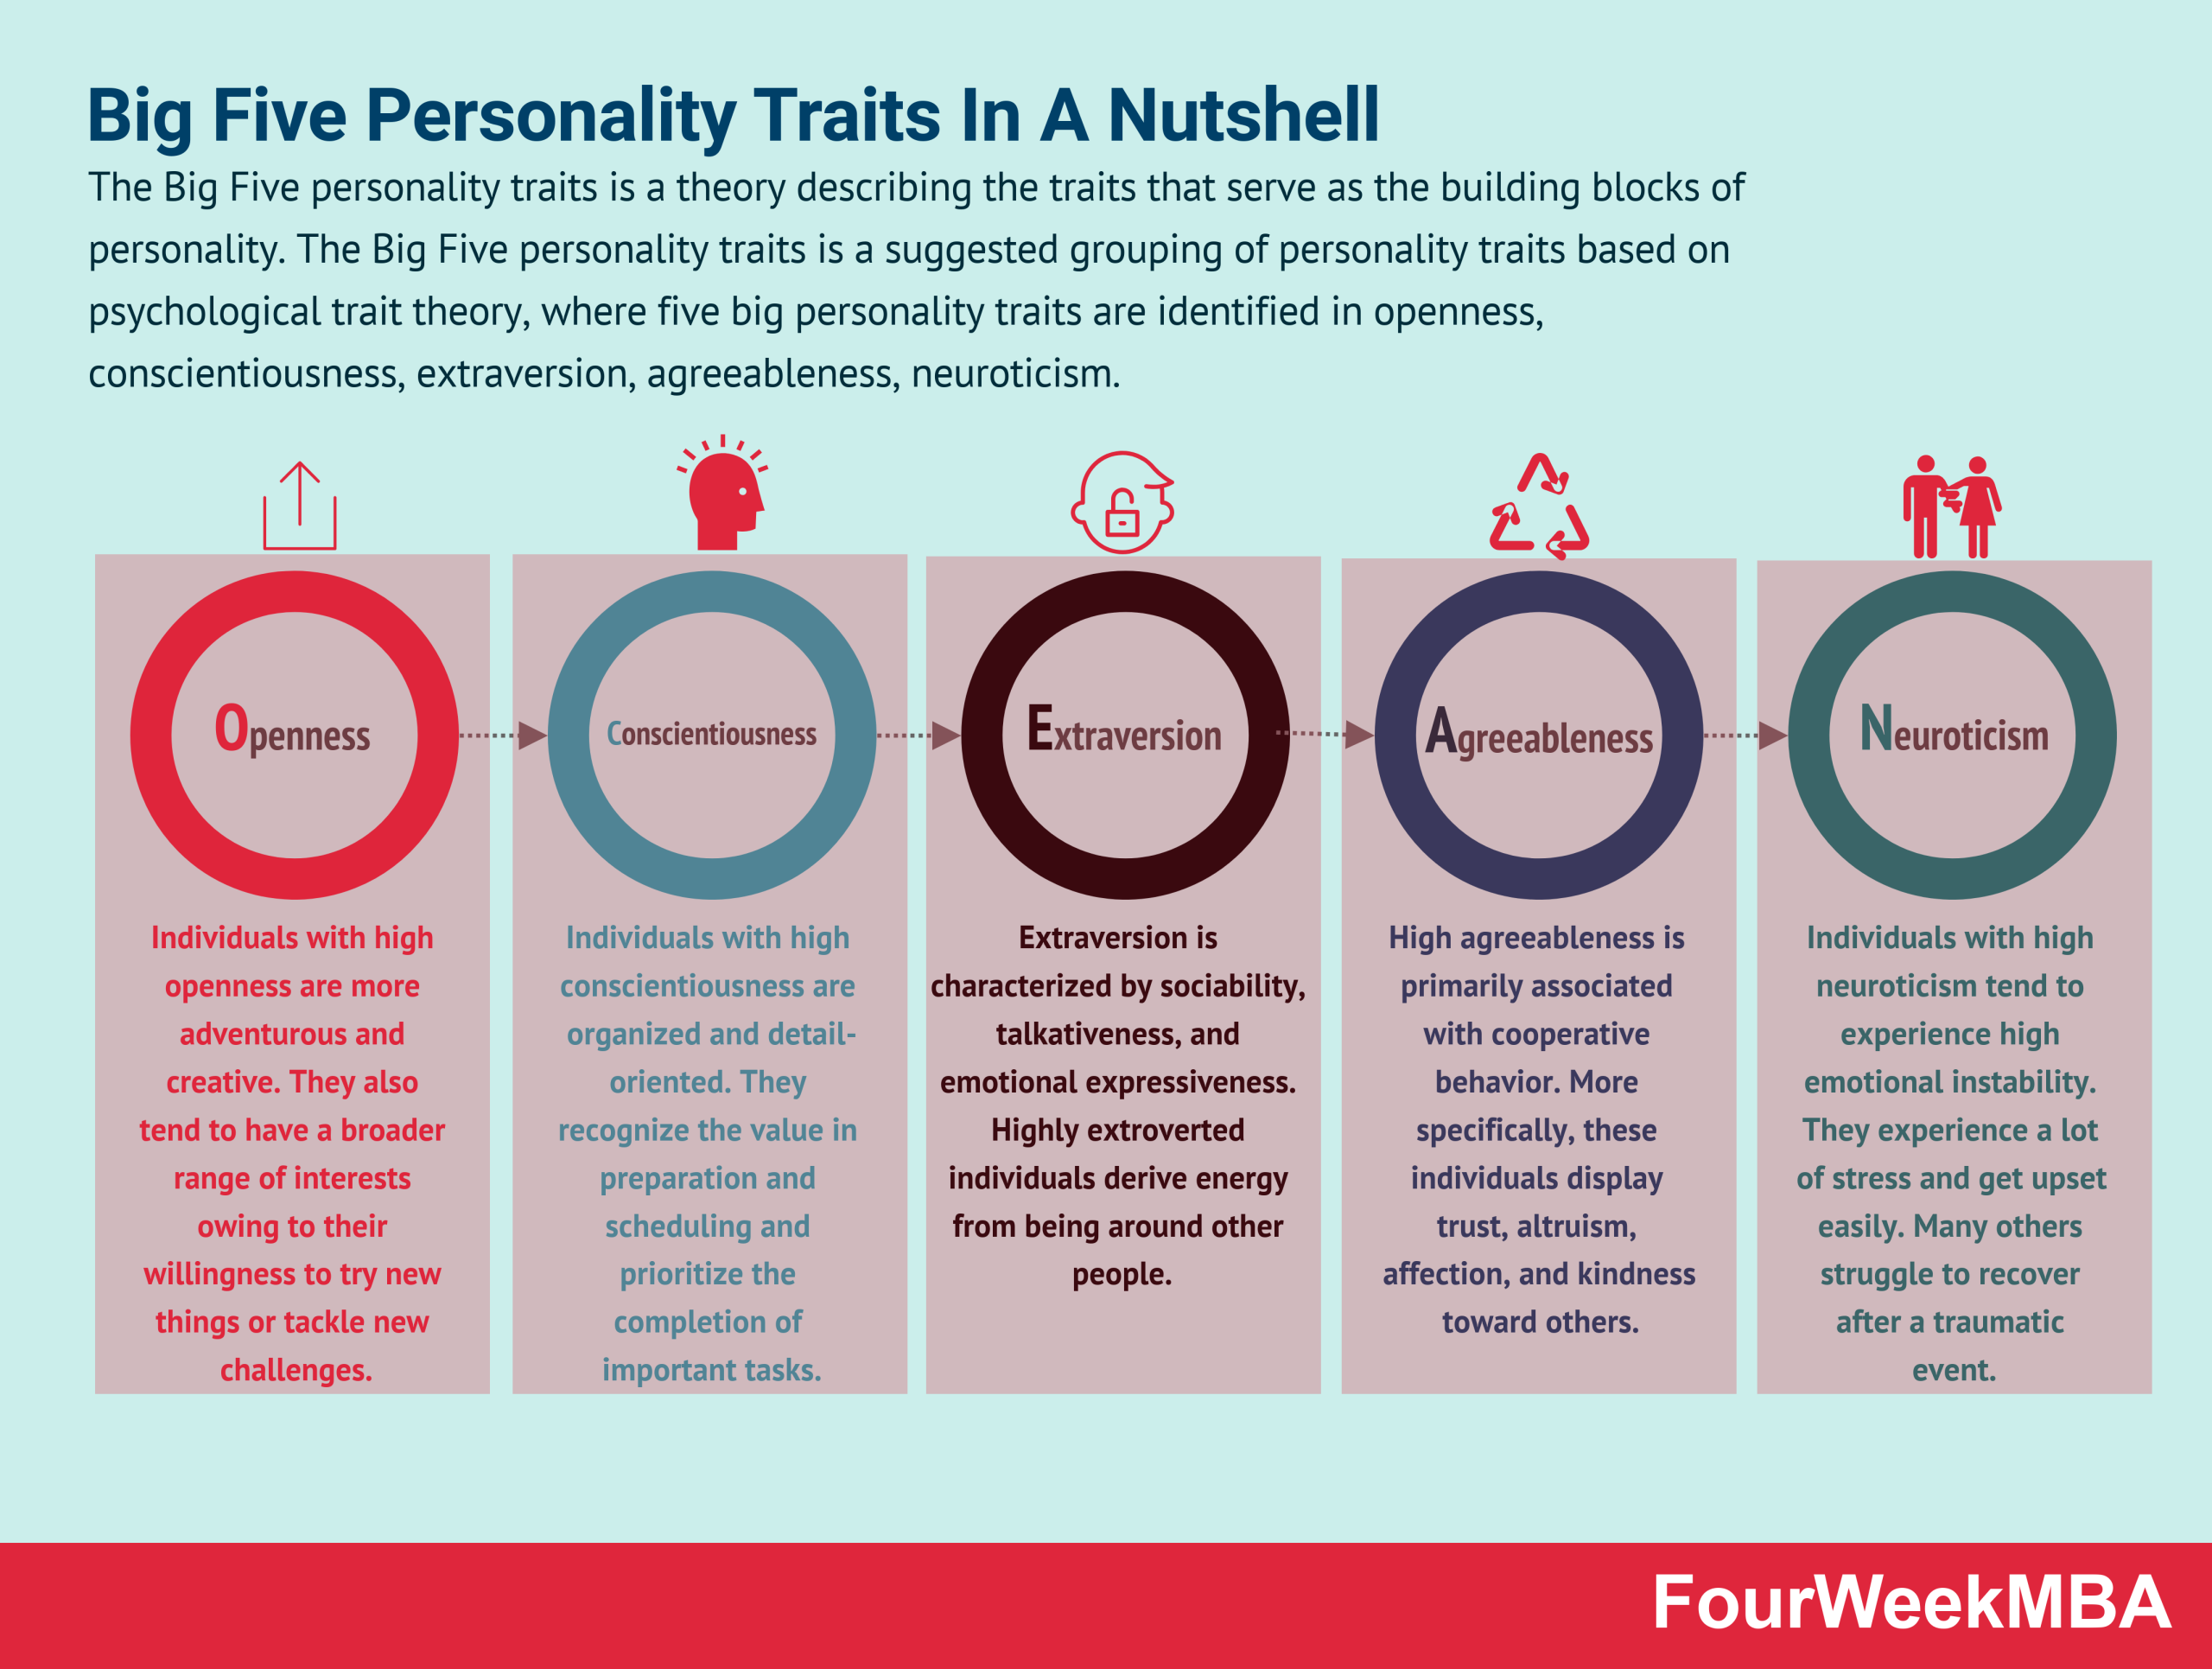 Big Five Personality Traits In A Nutshell
The Big Five personality traits is a theory describing the traits that serve as the building blocks of
personality. The Big Five personality traits is a suggested grouping of personality traits based on
psychological trait theory, where five big personality traits are identified in openness,
conscientiousness, extraversion, agreeableness, neuroticism.
Openness
Individuals with high
openness are more
adventurous and
creative. They also
tend to have a broader
range of interests
owing to their
willingness to try new
things or tackle new
challenges.
Conscientiousness
Individuals with high
conscientiousness are
organized and detail-
oriented. They
recognize the value in
preparation and
scheduling and
prioritize the
completion of
important tasks.
Extraversion
Extraversion is
characterized by sociability,
talkativeness, and
emotional expressiveness.
Highly extroverted
individuals derive energy
from being around other
people.
Agreeableness
High agreeableness is
primarily associated
with cooperative
behavior. More
specifically, these
individuals display
trust, altruism,
affection, and kindness
toward others.
Neuroticism
Individuals with high
neuroticism tend to
experience high
emotional instability.
They experience a lot
of stress and get upset
easily. Many others
struggle to recover
after a traumatic
event.
FourWeekMBA